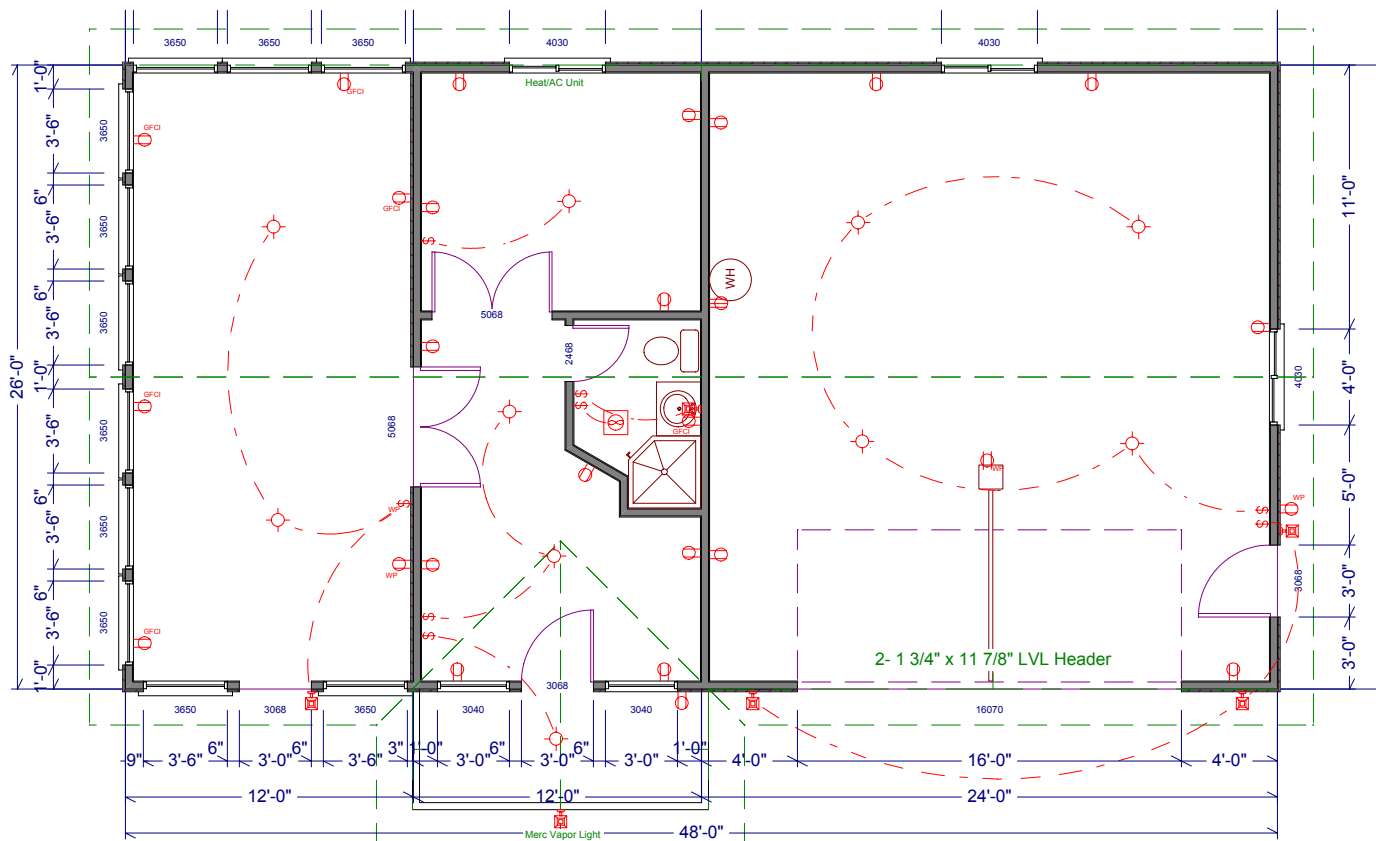 3650 3650 3650 4030 4030
Heat/AC Unit
GFCI
GFCI
GFCI
1'-0"
3'-6"
6"
3'-6"
6"
3'-6"
1'-0"
3'-6"
6"
3'-6"
6"
3'-6"
1'-0"
26'-0"
3650
3650
3650
3650
3650
3650
S
5068
WH
2468
5068
S
S
GFCI
GFCI
S
WP
WP
GFCI
S
S
WP
S
S
WP
4030
3068
11'-0"
4'-0"
5'-0"
3'-0"
3'-0"
2- 1 3/4" x 11 7/8" LVL Header
3650 3068 3650 3040 3068 3040 16070
9" 3'-6" 6" 3'-0" 6" 3'-6" 3" 1'-0" 3'-0" 6" 3'-0" 6" 3'-0" 1'-0" 4'-0" 16'-0" 4'-0"
12'-0" 12'-0" 24'-0"
Merc Vapor Light
48'-0"